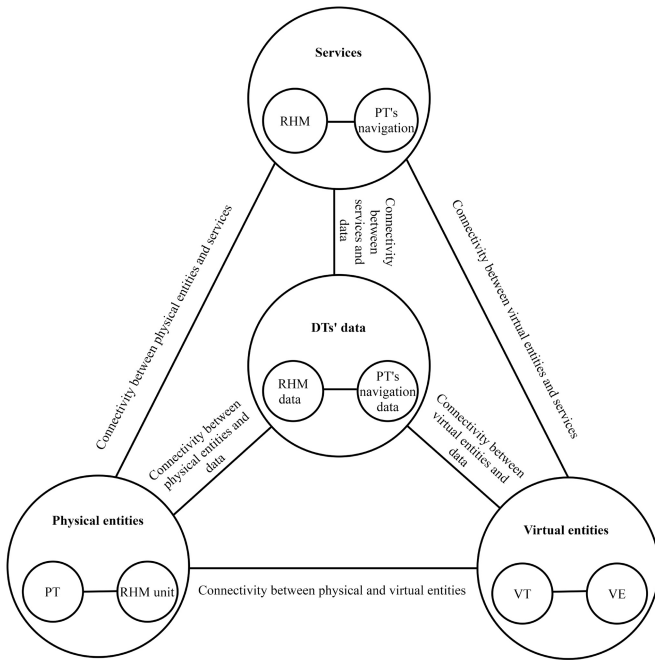 Services
RHM
PT's
navigation
Connectivity between physical entities and services
Connectivity
between
services and
data
Connectivity between virtual entities and services
DTs' data
RHM
data
PT's
navigation
data
Connectivity between
physical entities and
data
Connectivity between
virtual entities and
data
Physical entities
PT
RHM unit
Connectivity between physical and virtual entities
Virtual entities
VT
VE